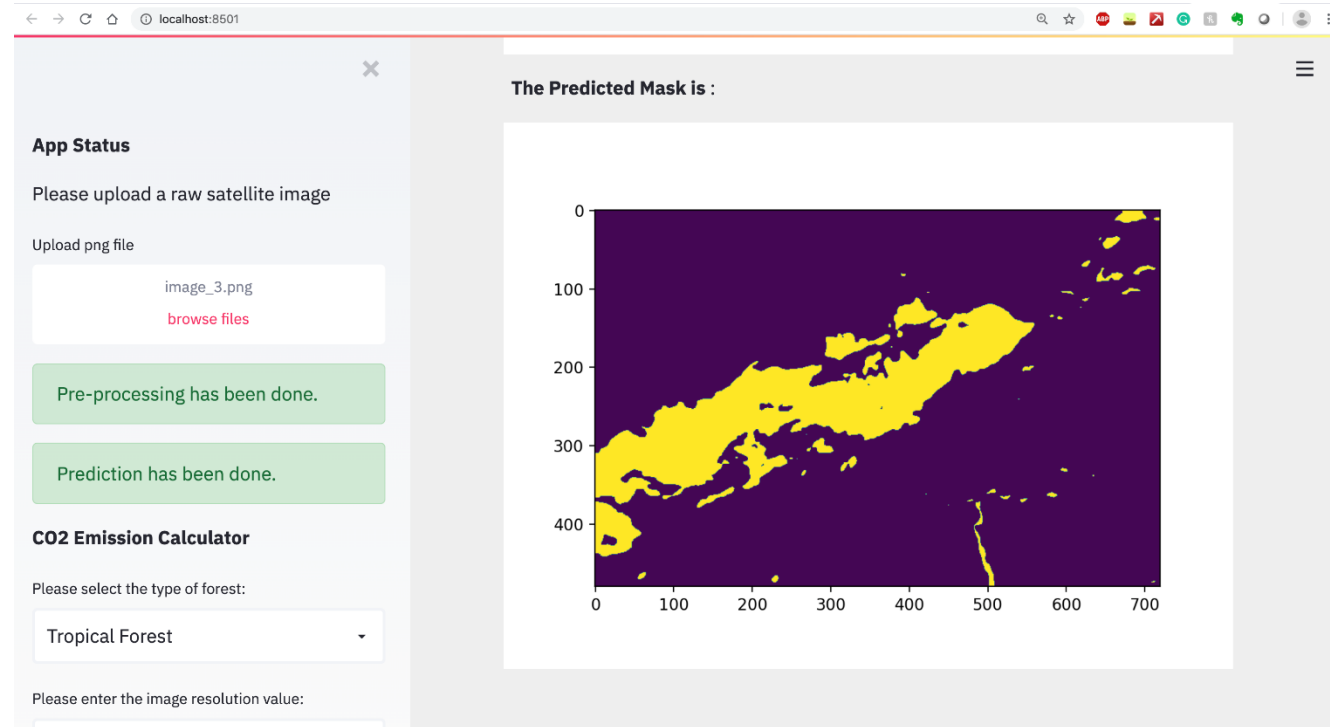 localhost:8501
ABP
App Status
Please upload a raw satellite image
Upload png file
image_3.png
browse files
Pre-processing has been done.
Prediction has been done.
CO2 Emission Calculator
Please select the type of forest:
Tropical Forest
Please enter the image resolution value:
The Predicted Mask is :
0
100
200
300
400
0 100 200 300 400 500 600 700